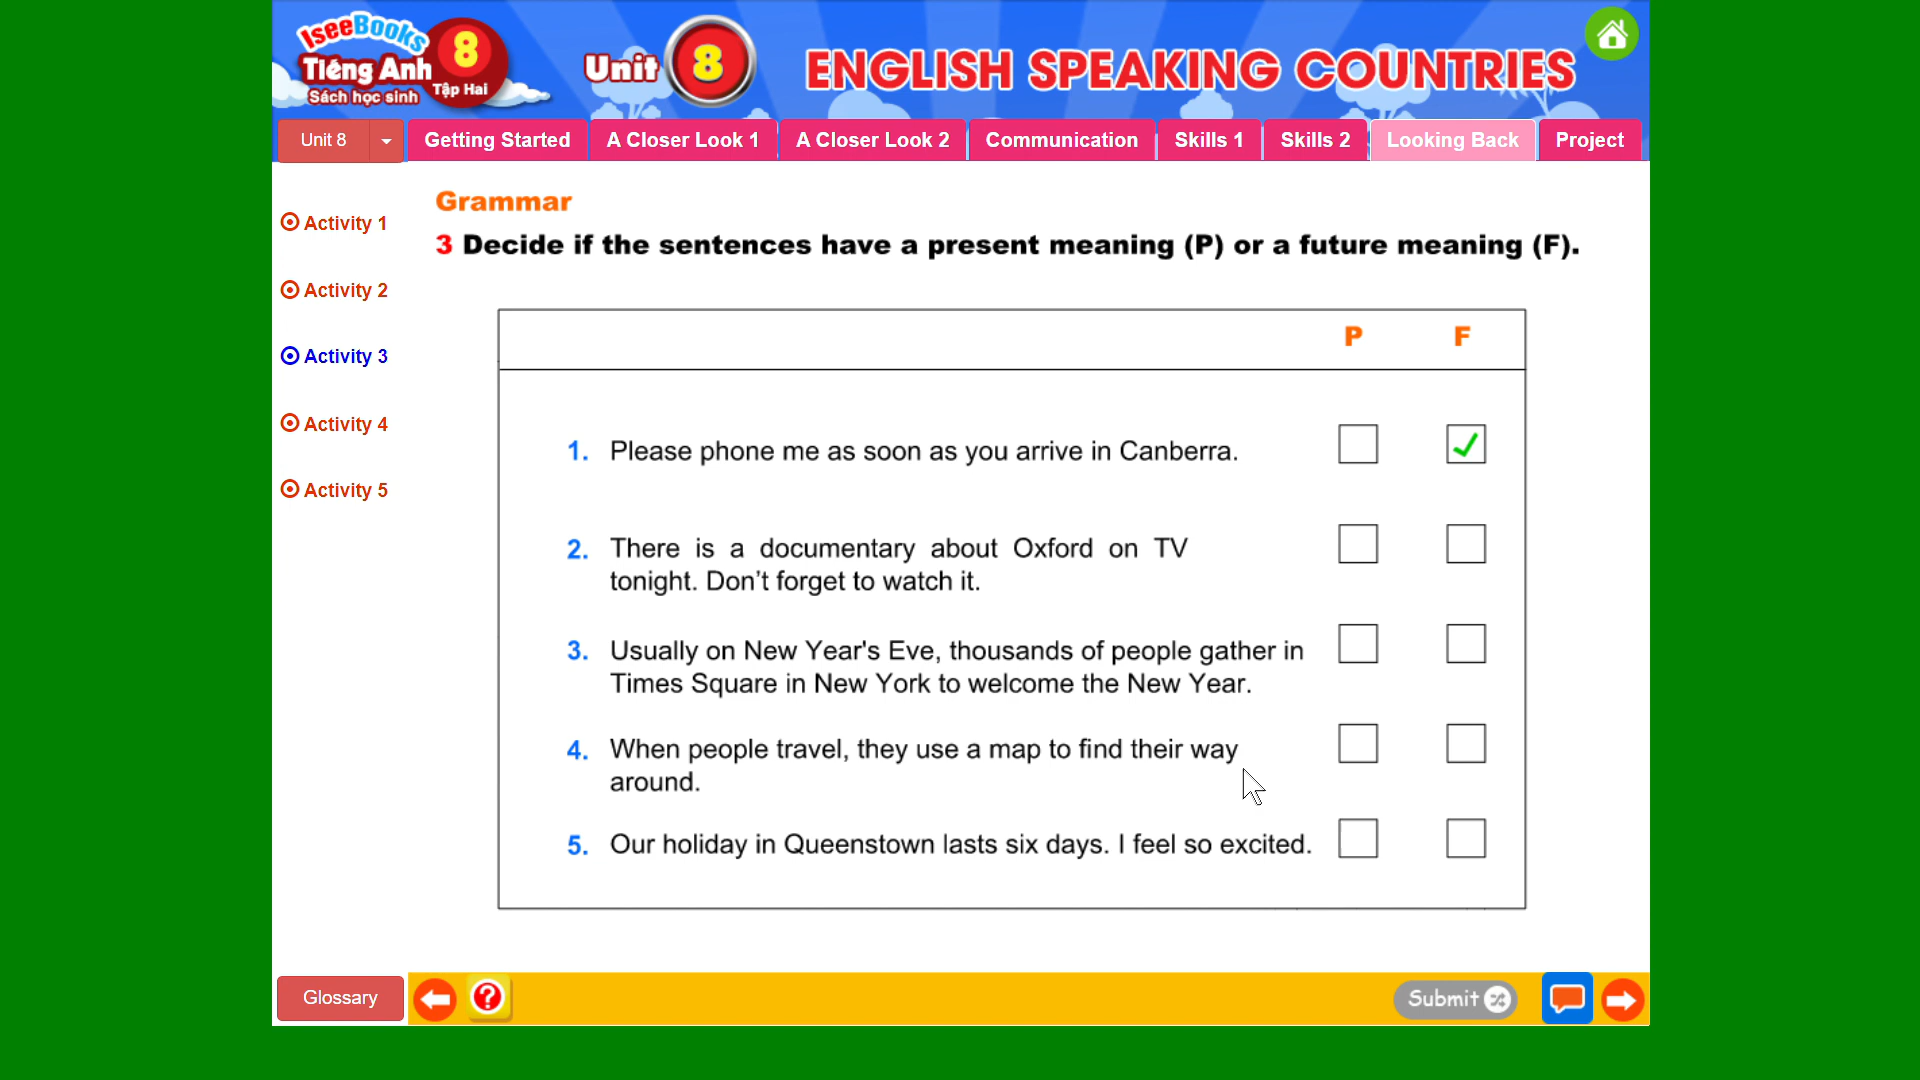 IseeBooks
Tiếng Anh 8
Sách học sinh Tập Hai
Unit 8 ENGLISH SPEAKING COUNTRIES
Unit 8 Getting Started A Closer Look 1 A Closer Look 2 Communication Skills 1 Skills 2 Looking Back Project
Activity 1
Activity 2
Activity 3
Activity 4
Activity 5
Grammar
3 Decide if the sentences have a present meaning (P) or a future meaning (F).
P F
1. Please phone me as soon as you arrive in Canberra.
2. There is a documentary about Oxford on TV
tonight. Don't forget to watch it.
3. Usually on New Year's Eve, thousands of people gather in
Times Square in New York to welcome the New Year.
4. When people travel, they use a map to find their way
around.
5. Our holiday in Queenstown lasts six days. I feel so excited.
Glossary ? Submit